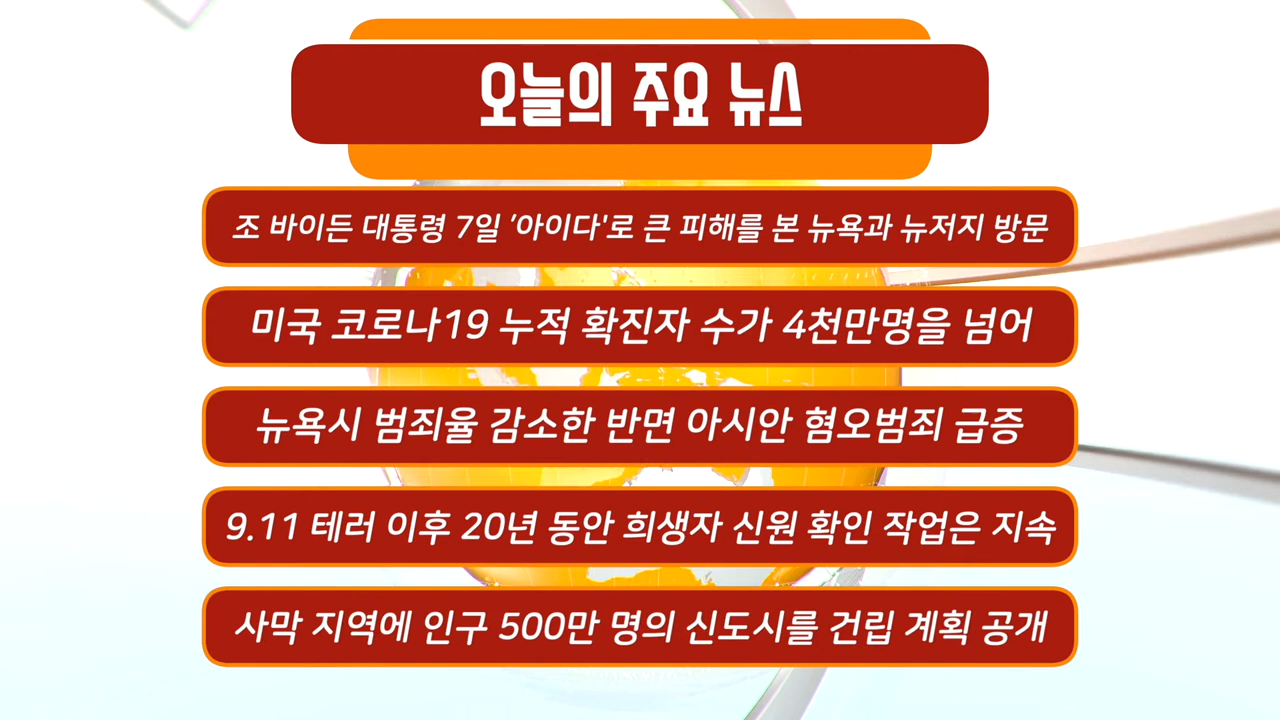 오늘의 주요 뉴스
조 바이든 대통령 7일 '아이다'로 큰 피해를 본 뉴욕과 뉴저지 방문
미국 코로나19 누적 확진자 수가 4천만명을 넘어
뉴욕시 범죄율 감소한 반면 아시안 혐오범죄 급증
9.11 테러 이후 20년 동안 희생자 신원 확인 작업은 지속
사막 지역에 인구 500만 명의 신도시를 건립 계획 공개